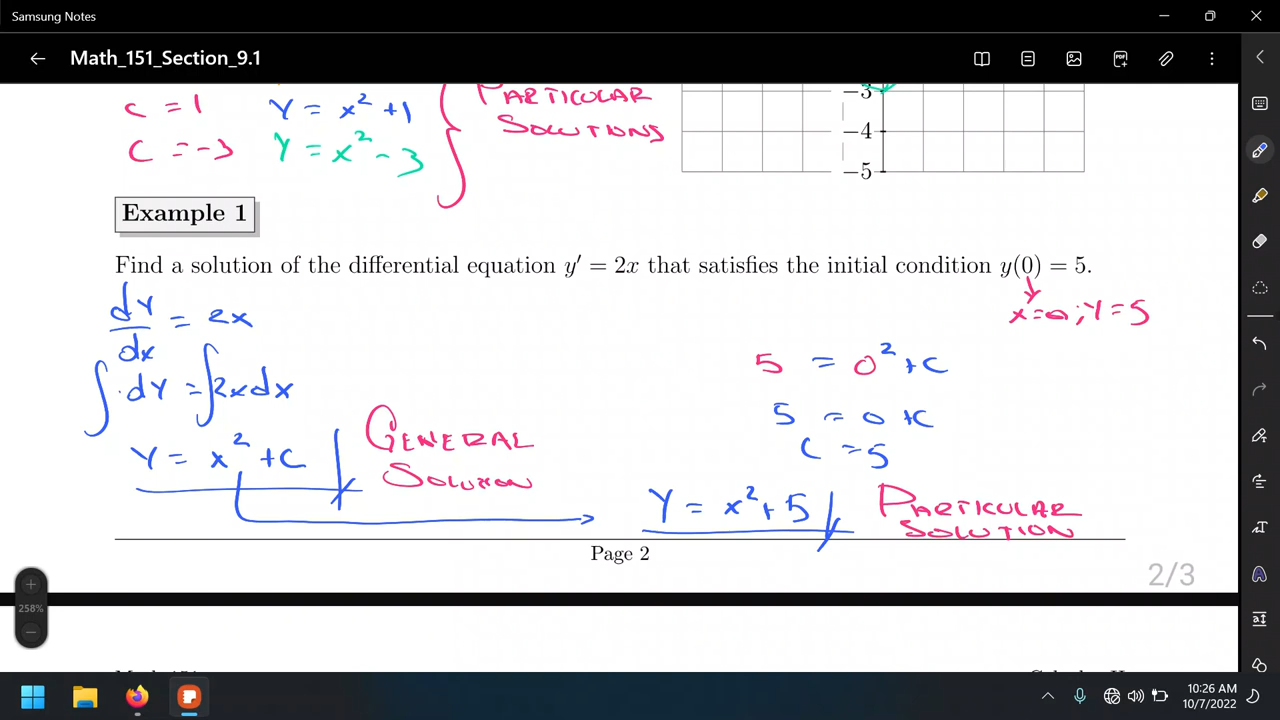 Samsung Notes
Math_151_Section_9.1
C = 1 Y = x² + 1
PARTICULAR
SOLUTIONS
C = -3 Y = x² - 3
−3
−4
−5
Example 1
Find a solution of the differential equation y′ = 2x that satisfies the initial condition y(0) = 5.
x=0; Y = 5
dY/dx = 2x
∫ dY = ∫ 2x dx
Y = x² + C
GENERAL
SOLUTION
5 = 0² + C
5 = 0 + C
C = 5
Y = x² + 5
PARTICULAR
SOLUTION
Page 2
2/3
258%
10:26 AM
10/7/2022